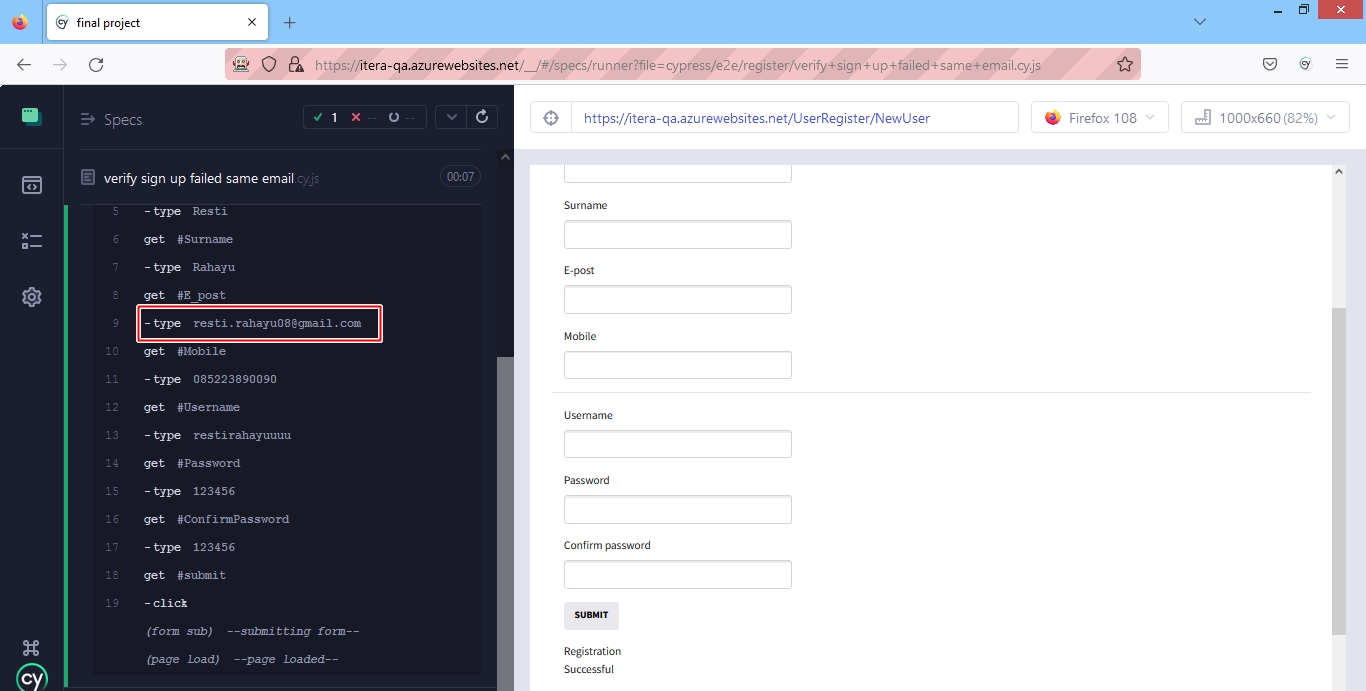 final project
https://itera-qa.azurewebsites.net/__/#/specs/runner?file=cypress/e2e/register/verify+sign+up+failed+same+email.cy.js
Specs
1 -- --
verify sign up failed same email.cy.js 00:07
5 -type Resti
6 get #Surname
7 -type Rahayu
8 get #E_post
9 -type resti.rahayu08@gmail.com
10 get #Mobile
11 -type 085223890090
12 get #Username
13 -type restirahayuuuu
14 get #Password
15 -type 123456
16 get #ConfirmPassword
17 -type 123456
18 get #submit
19 -click
(form sub) --submitting form--
(page load) --page loaded--
cy
https://itera-qa.azurewebsites.net/UserRegister/NewUser
Firefox 108
1000x660 (82%)
Surname
E-post
Mobile
Username
Password
Confirm password
SUBMIT
Registration
Successful